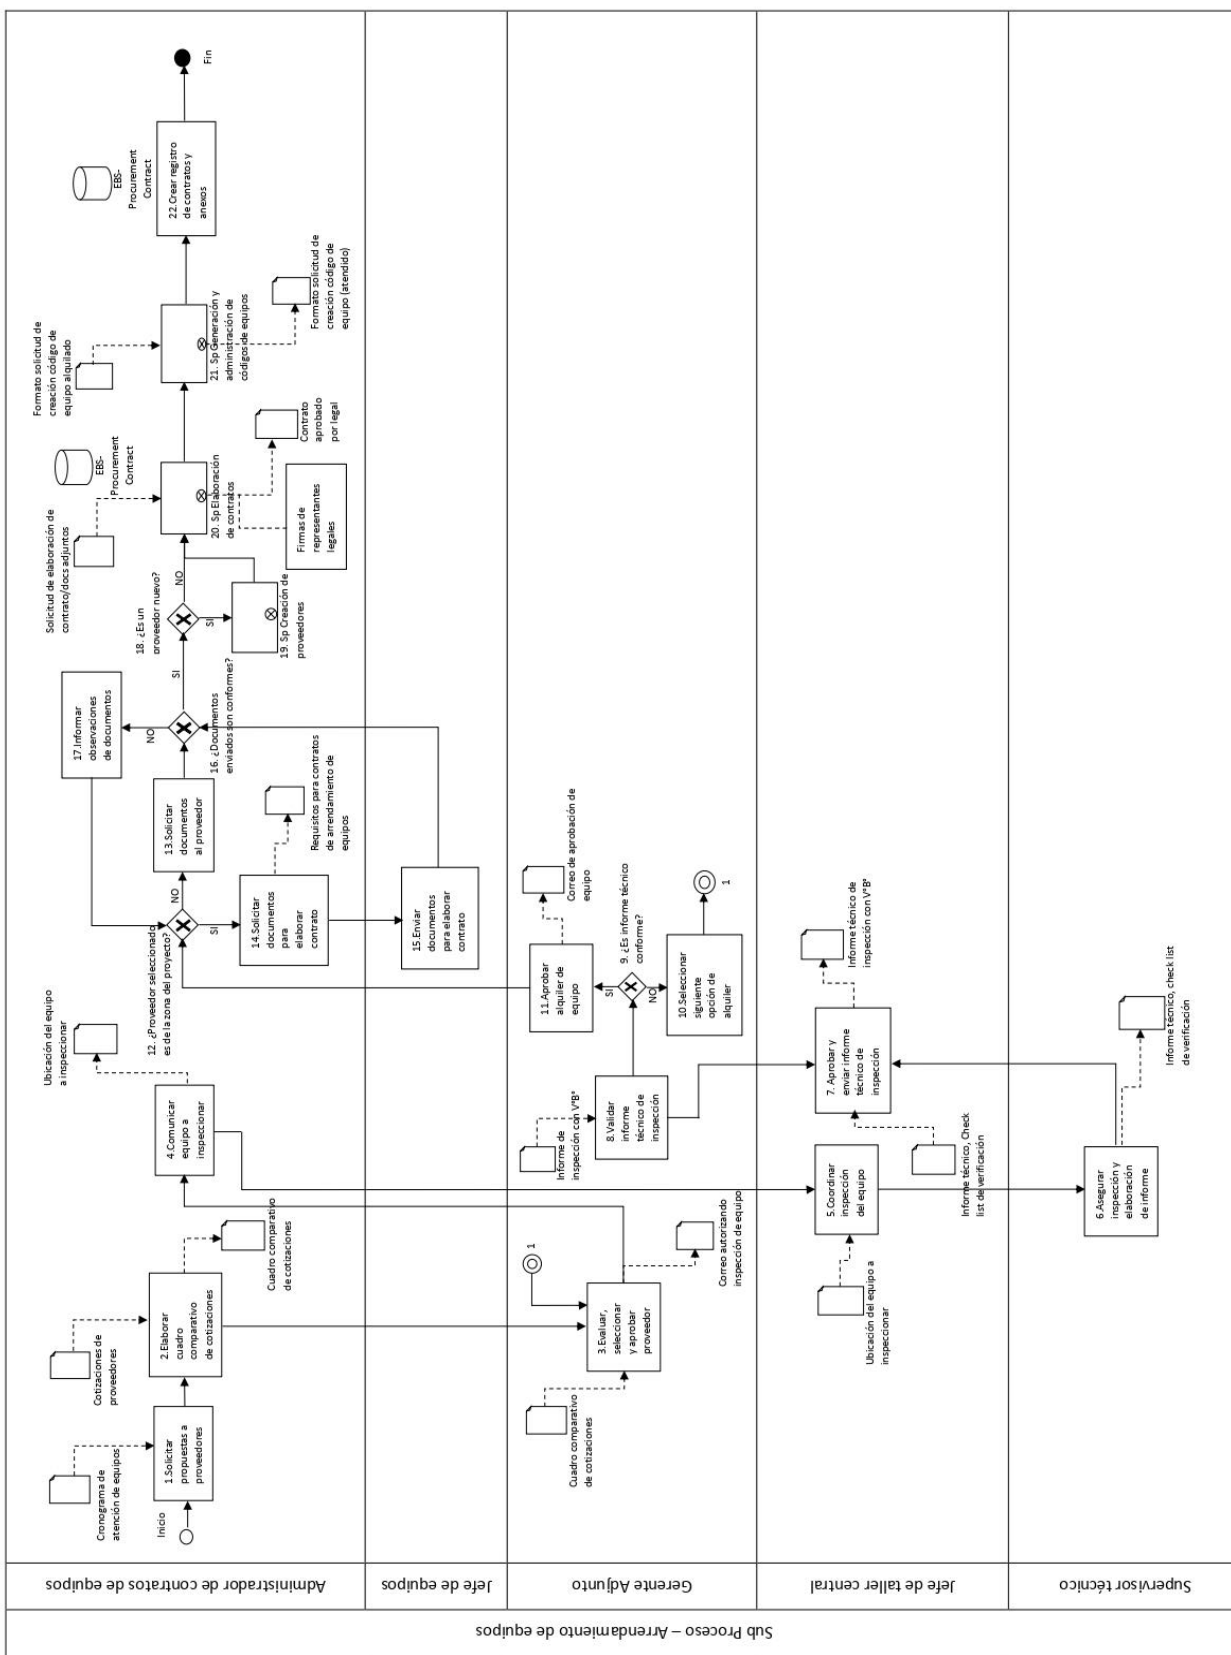 Sub Proceso – Arrendamiento de equipos
Administrador de contratos de equipos
Jefe de equipos
Gerente Adjunto
Jefe de taller central
Supervisor técnico
Inicio
Cronograma de
atención de equipos
1.Solicitar
propuestas a
proveedores
Cotizaciones de
proveedores
2.Elaborar
cuadro
comparativo
de cotizaciones
Cuadro comparativo
de cotizaciones
Ubicación del equipo
a inspeccionar
4.Comunicar
equipo a
inspeccionar
12. ¿Proveedor seleccionado
es de la zona del proyecto?
NO
SI
13.Solicitar
documentos
al proveedor
14.Solicitar
documentos
para
elaborar
contrato
Requisitos para contratos
de arrendamiento de
equipos
17.Informar
observaciones
de documentos
NO
16. ¿Documentos
enviados son conformes?
SI
18. ¿Es un
proveedor nuevo?
NO
SI
19. Sp Creación de
proveedores
Solicitud de elaboración de
contrato/docs adjuntos
EBS-
Procurement
Contract
20. Sp Elaboración
de contratos
Firmas de
representantes
legales
Contrato
aprobado
por legal
Formato solicitud de
creación código de
equipo alquilado
21. Sp Generación y
administración de
códigos de equipos
Formato solicitud de
creación código de
equipo (atendido)
EBS-
Procurement
Contract
22.Crear registro
de contratos y
anexos
Fin
15.Enviar
documentos
para elaborar
contrato
Cuadro comparativo
de cotizaciones
1
3.Evaluar,
seleccionar
y aprobar
proveedor
Correo autorizando
inspección de equipo
Informe de
inspección con V°B°
8.Validar
informe
técnico de
inspección
9. ¿Es informe técnico
conforme?
SI
NO
11.Aprobar
alquiler de
equipo
Correo de aprobación de
equipo
10.Seleccionar
siguiente
opción de
alquiler
1
Ubicación del equipo a
inspeccionar
5.Coordinar
inspección
del equipo
Informe técnico, Check
list de verificación
7. Aprobar y
enviar informe
técnico de
inspección
Informe técnico de
inspección con V°B°
6.Asegurar
inspección y
elaboración
de informe
Informe técnico, check list
de verificación